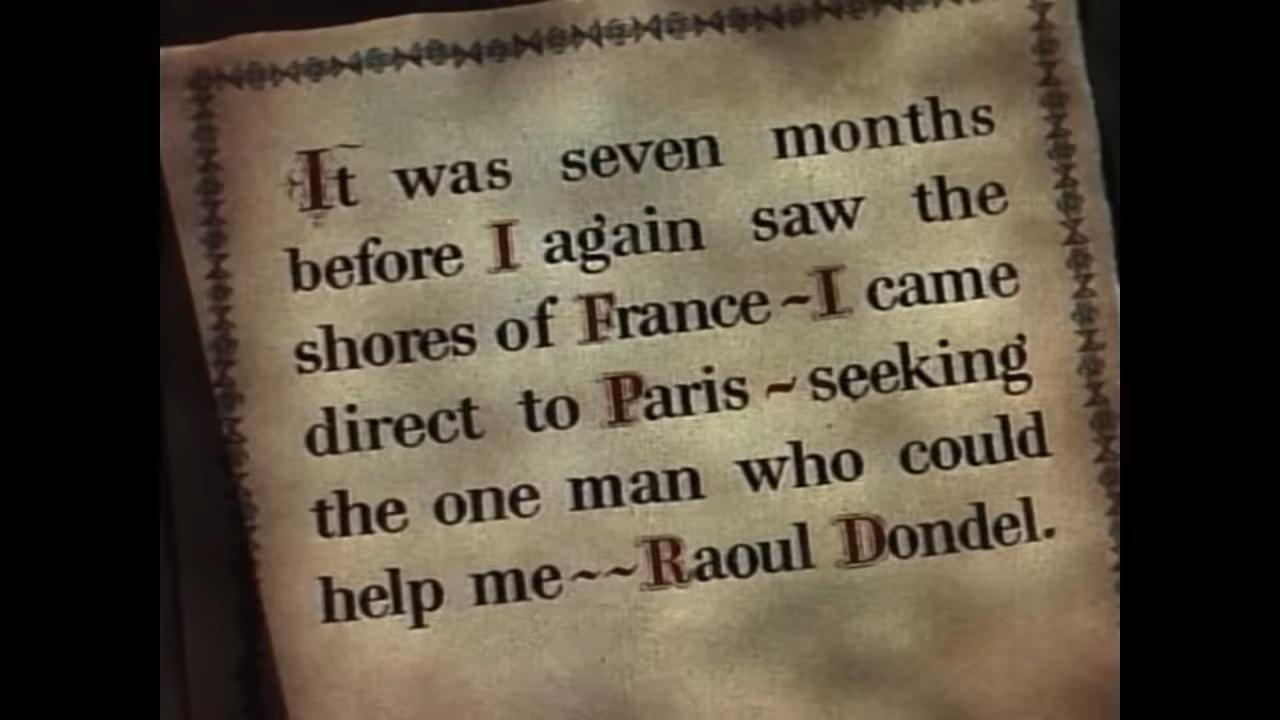 It was seven months
before I again saw the
shores of France ~ I came
direct to Paris ~ seeking
the one man who could
help me ~~ Raoul Dondel.